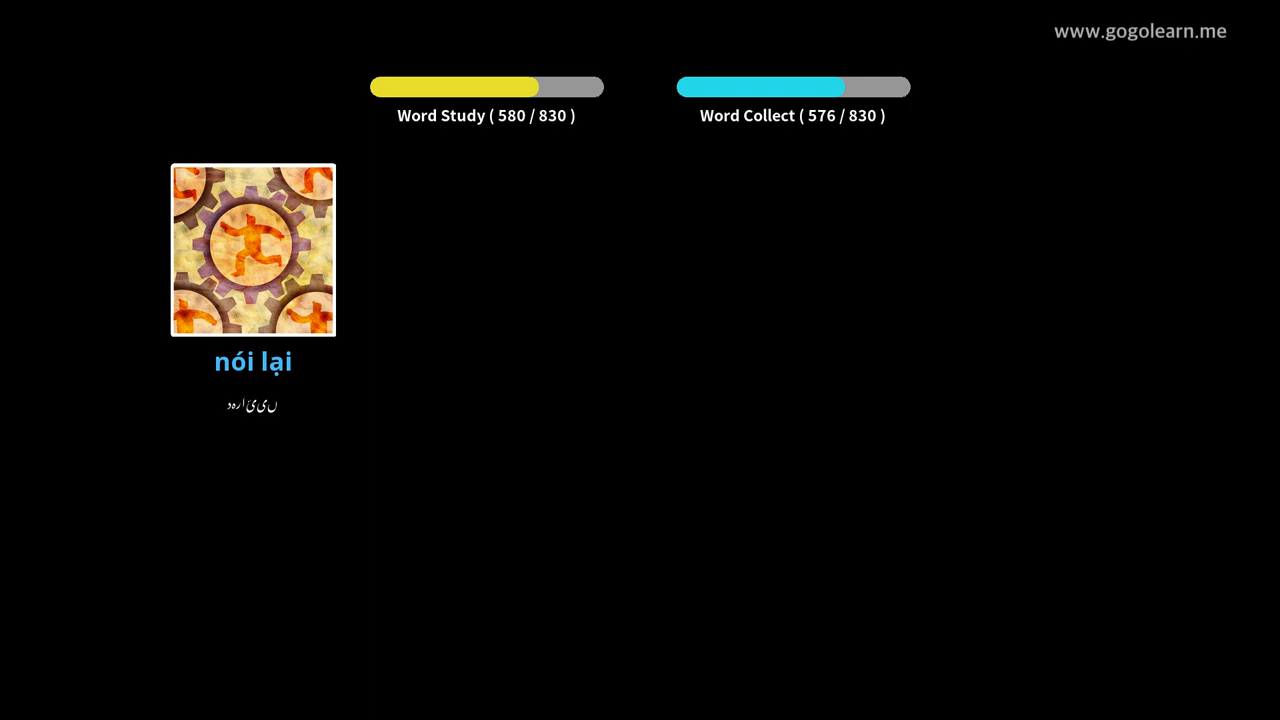 www.gogolearn.me
Word Study ( 580 / 830 )
Word Collect ( 576 / 830 )
nói lại
دہرائیں